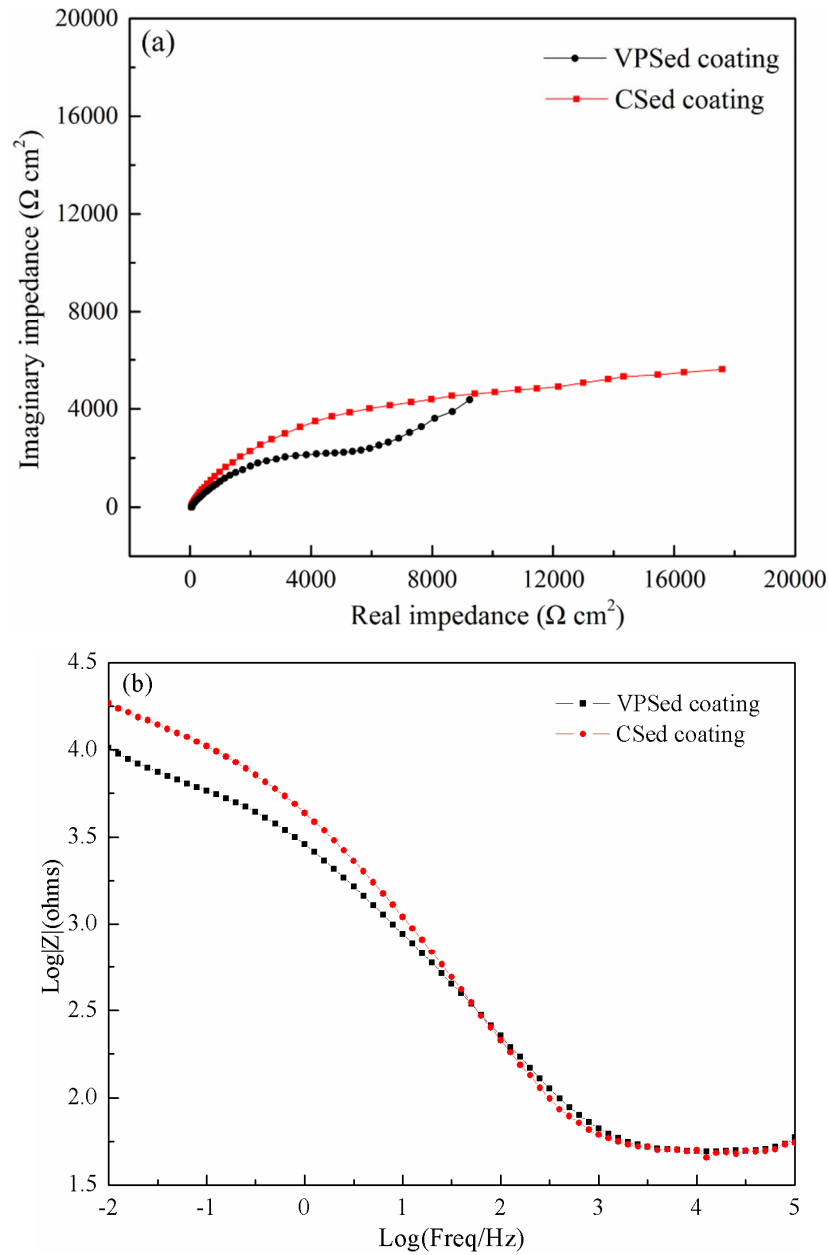 20000
(a)
VPSed coating
CSed coating
16000
12000
8000
4000
0
Imaginary impedance (Ω cm²)
0 4000 8000 12000 16000 20000
Real impedance (Ω cm²)
4.5
(b)
VPSed coating
CSed coating
4.0
3.5
3.0
2.5
2.0
1.5
Log|Z|(ohms)
-2 -1 0 1 2 3 4 5
Log(Freq/Hz)